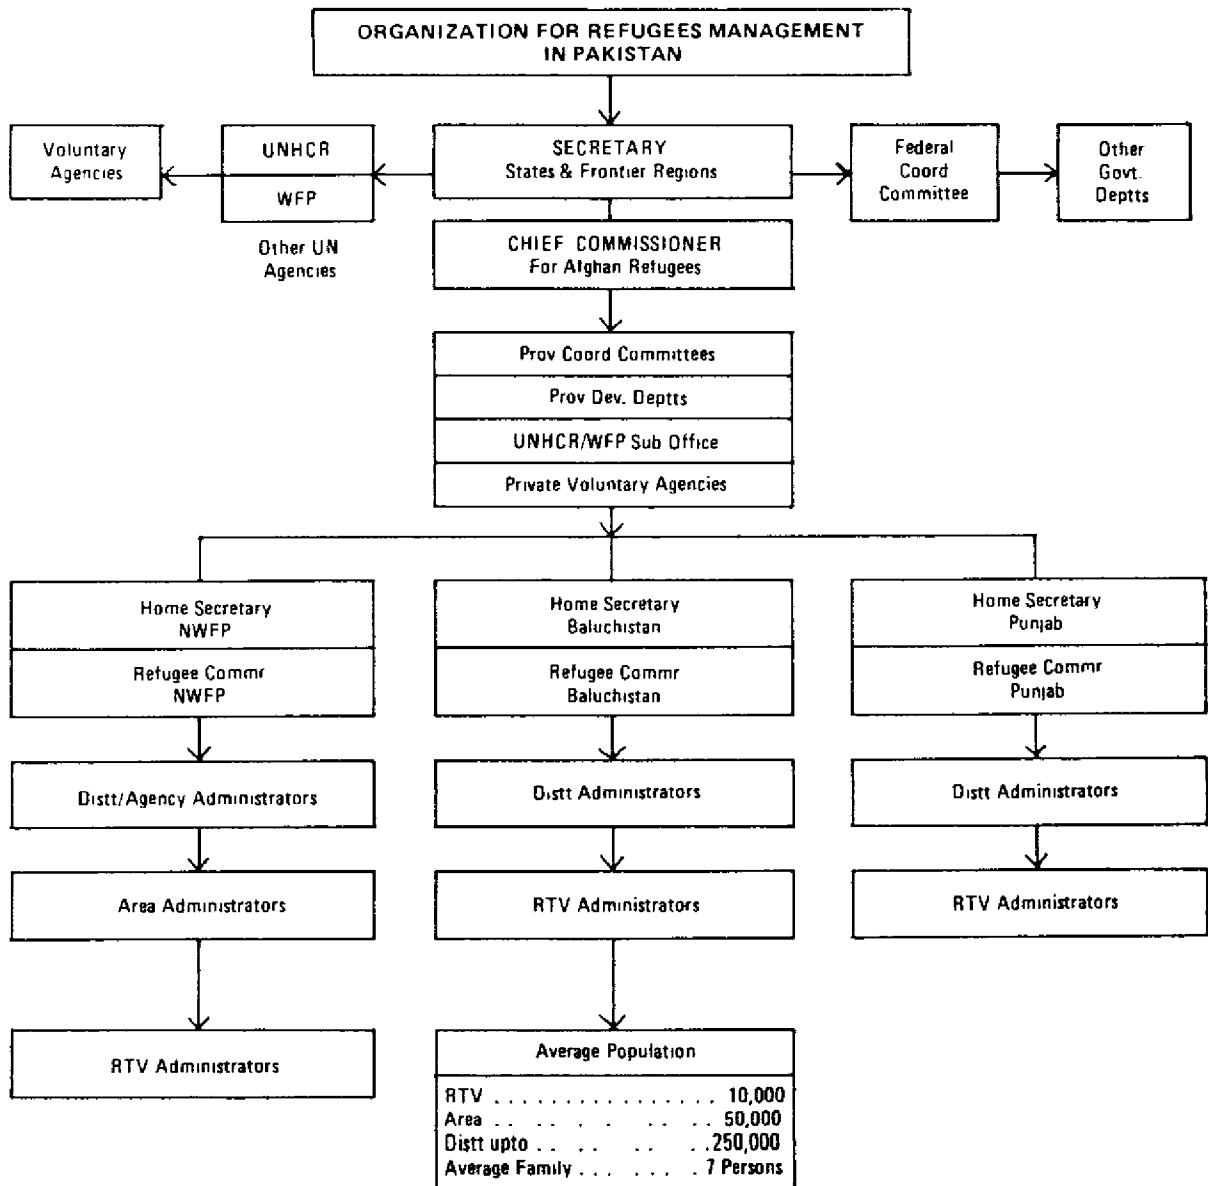 ORGANIZATION FOR REFUGEES MANAGEMENT
IN PAKISTAN
Voluntary
Agencies
UNHCR
WFP
Other UN
Agencies
SECRETARY
States & Frontier Regions
Federal
Coord
Committee
Other
Govt.
Deptts
CHIEF COMMISSIONER
For Afghan Refugees
Prov Coord Committees
Prov Dev. Deptts
UNHCR/WFP Sub Office
Private Voluntary Agencies
Home Secretary
NWFP
Refugee Commr
NWFP
Home Secretary
Baluchistan
Refugee Commr
Baluchistan
Home Secretary
Punjab
Refugee Commr
Punjab
Distt/Agency Administrators
Distt Administrators
Distt Administrators
Area Administrators
RTV Administrators
RTV Administrators
RTV Administrators
Average Population
RTV . . . . . . . . . . . . . . . . 10,000
Area . . . . . . . . . 50,000
Distt upto . . . . . . . 250,000
Average Family . . . . . . 7 Persons